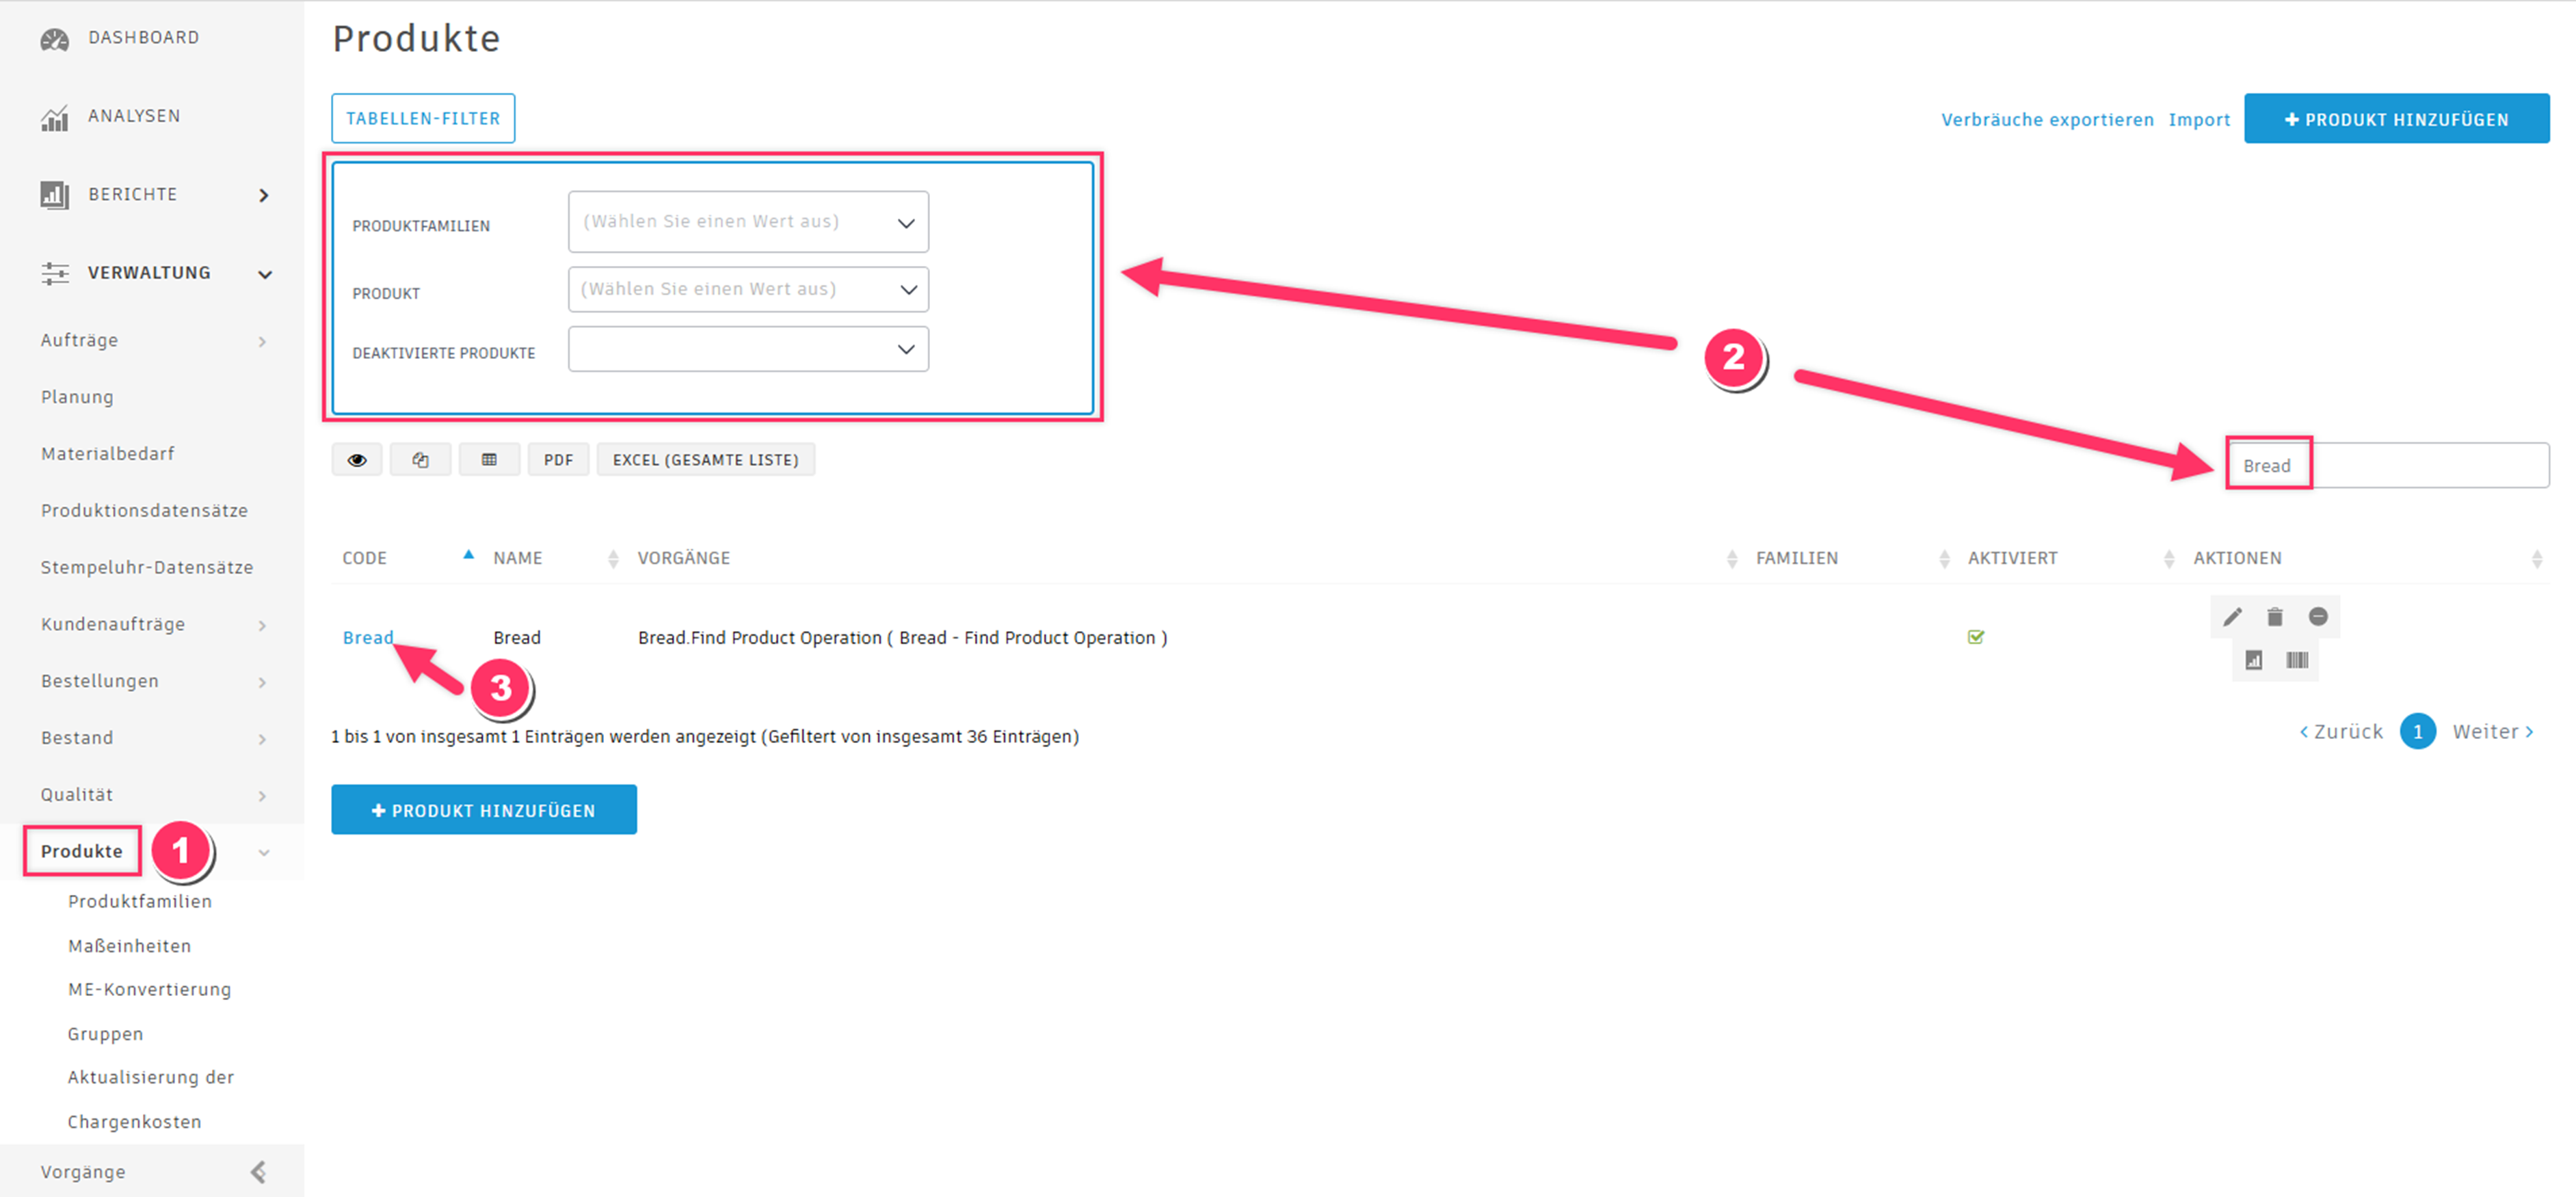 DASHBOARD
ANALYSEN
BERICHTE
VERWALTUNG
Aufträge
Planung
Materialbedarf
Produktionsdatensätze
Stempeluhr-Datensätze
Kundenaufträge
Bestellungen
Bestand
Qualität
Produkte
1
Produktfamilien
Maßeinheiten
ME-Konvertierung
Gruppen
Aktualisierung der
Chargenkosten
Vorgänge
Produkte
TABELLEN-FILTER
Verbräuche exportieren Import + PRODUKT HINZUFÜGEN
PRODUKTFAMILIEN (Wählen Sie einen Wert aus)
PRODUKT (Wählen Sie einen Wert aus)
DEAKTIVIERTE PRODUKTE
2
PDF EXCEL (GESAMTE LISTE)
Bread
CODE NAME VORGÄNGE FAMILIEN AKTIVIERT AKTIONEN
Bread Bread Bread.Find Product Operation ( Bread - Find Product Operation )
3
1 bis 1 von insgesamt 1 Einträgen werden angezeigt (Gefiltert von insgesamt 36 Einträgen)
‹ Zurück 1 Weiter ›
+ PRODUKT HINZUFÜGEN